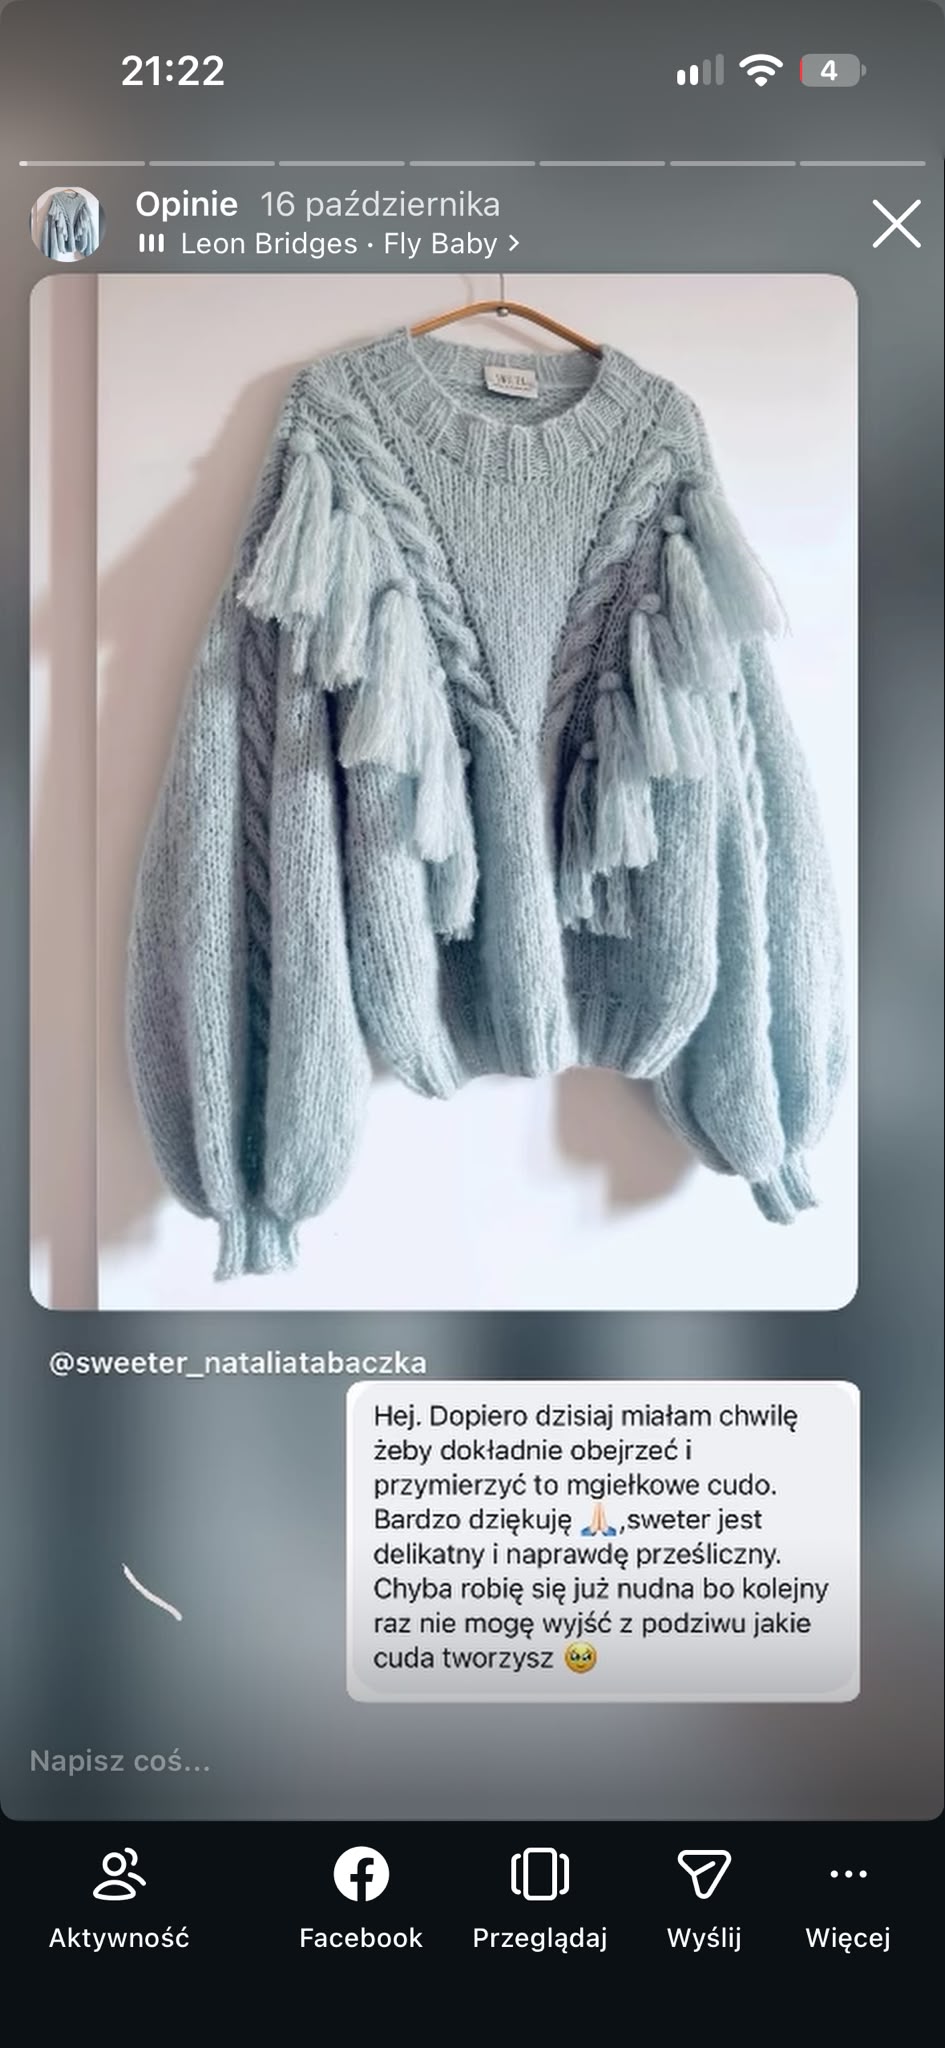 21:22
4
Opinie 16 października
Leon Bridges · Fly Baby >
@sweeter_nataliatabaczka
Hej. Dopiero dzisiaj miałam chwilę
żeby dokładnie obejrzeć i
przymierzyć to mgiełkowe cudo.
Bardzo dziękuję 🙏🏻,sweter jest
delikatny i naprawdę prześliczny.
Chyba robię się już nudna bo kolejny
raz nie mogę wyjść z podziwu jakie
cuda tworzysz 🥹
Napisz coś...
Aktywność Facebook Przeglądaj Wyślij Więcej